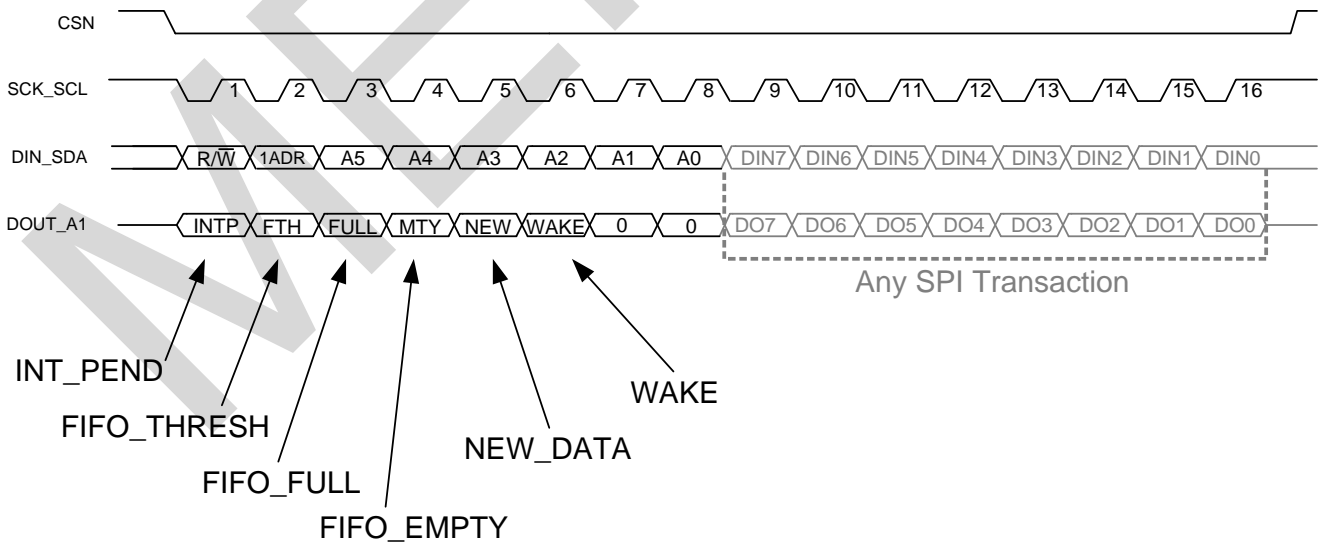 CSN
SCK_SCL 1 2 3 4 5 6 7 8 9 10 11 12 13 14 15 16
DIN_SDA R/W̅ 1ADR A5 A4 A3 A2 A1 A0 DIN7 DIN6 DIN5 DIN4 DIN3 DIN2 DIN1 DIN0
DOUT_A1 INTP FTH FULL MTY NEW WAKE 0 0 DO7 DO6 DO5 DO4 DO3 DO2 DO1 DO0
Any SPI Transaction
INT_PEND
WAKE
FIFO_THRESH
NEW_DATA
FIFO_FULL
FIFO_EMPTY